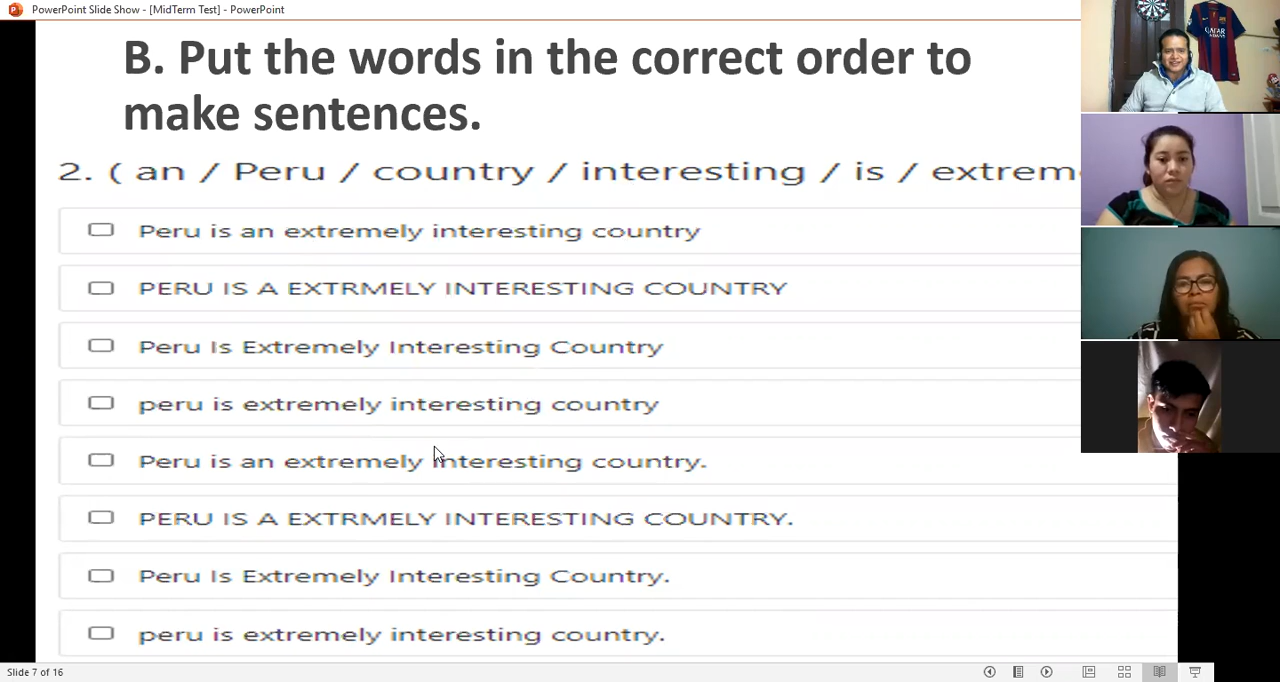 PowerPoint Slide Show - [MidTerm Test] - PowerPoint
B. Put the words in the correct order to
make sentences.
2. ( an / Peru / country / interesting / is / extrem
Peru is an extremely interesting country
PERU IS A EXTRMELY INTERESTING COUNTRY
Peru Is Extremely Interesting Country
peru is extremely interesting country
Peru is an extremely interesting country.
PERU IS A EXTRMELY INTERESTING COUNTRY.
Peru Is Extremely Interesting Country.
peru is extremely interesting country.
Slide 7 of 16
QATAR